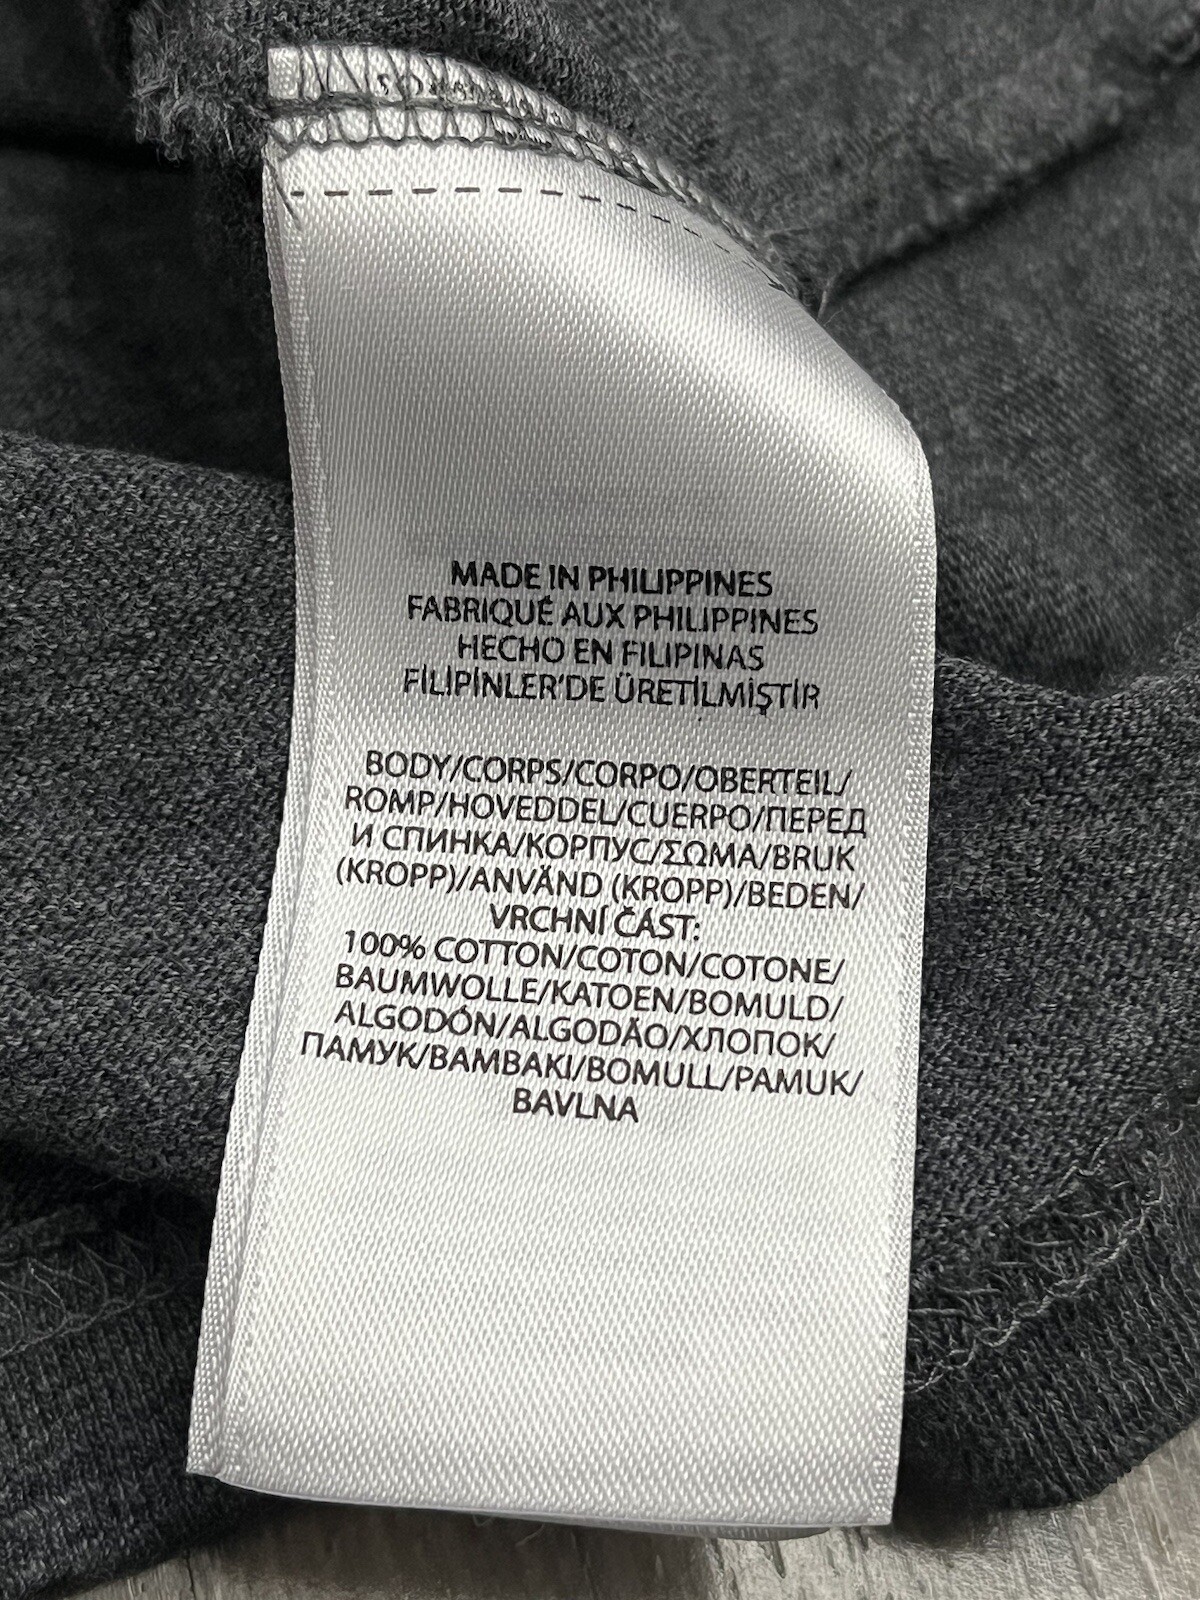 MADE IN PHILIPPINES
FABRIQUÉ AUX PHILIPPINES
HECHO EN FILIPINAS
FİLİPİNLER'DE ÜRETİLMİŞTİR
BODY/CORPS/CORPO/OBERTEIL/
ROMP/HOVEDDEL/CUERPO/ПЕРЕД
И СПИНКА/КОРПУС/ΣΩΜΑ/BRUK
(KROPP)/ANVÄND (KROPP)/BEDEN/
VRCHNÍ ČÁST:
100% COTTON/COTON/COTONE/
BAUMWOLLE/KATOEN/BOMULD/
ALGODÓN/ALGODÃO/ХЛОПОК/
ПАМУК/ΒΑΜΒΑΚΙ/BOMULL/PAMUK/
BAVLNA